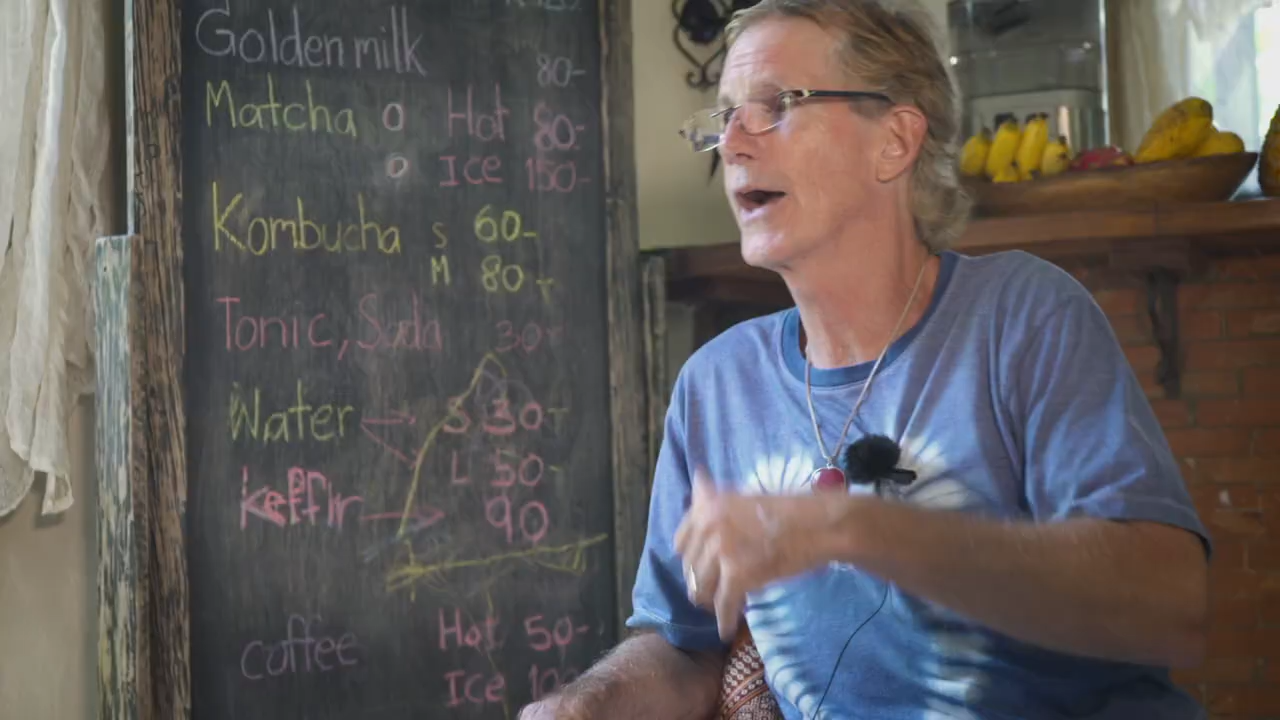 Golden milk 80-
Matcha o Hot 80-
o Ice 150-
Kombucha S 60-
M 80-
Tonic, Soda 30-
Water S 30-
L 50-
keffir 90
coffee Hot 50-
Ice